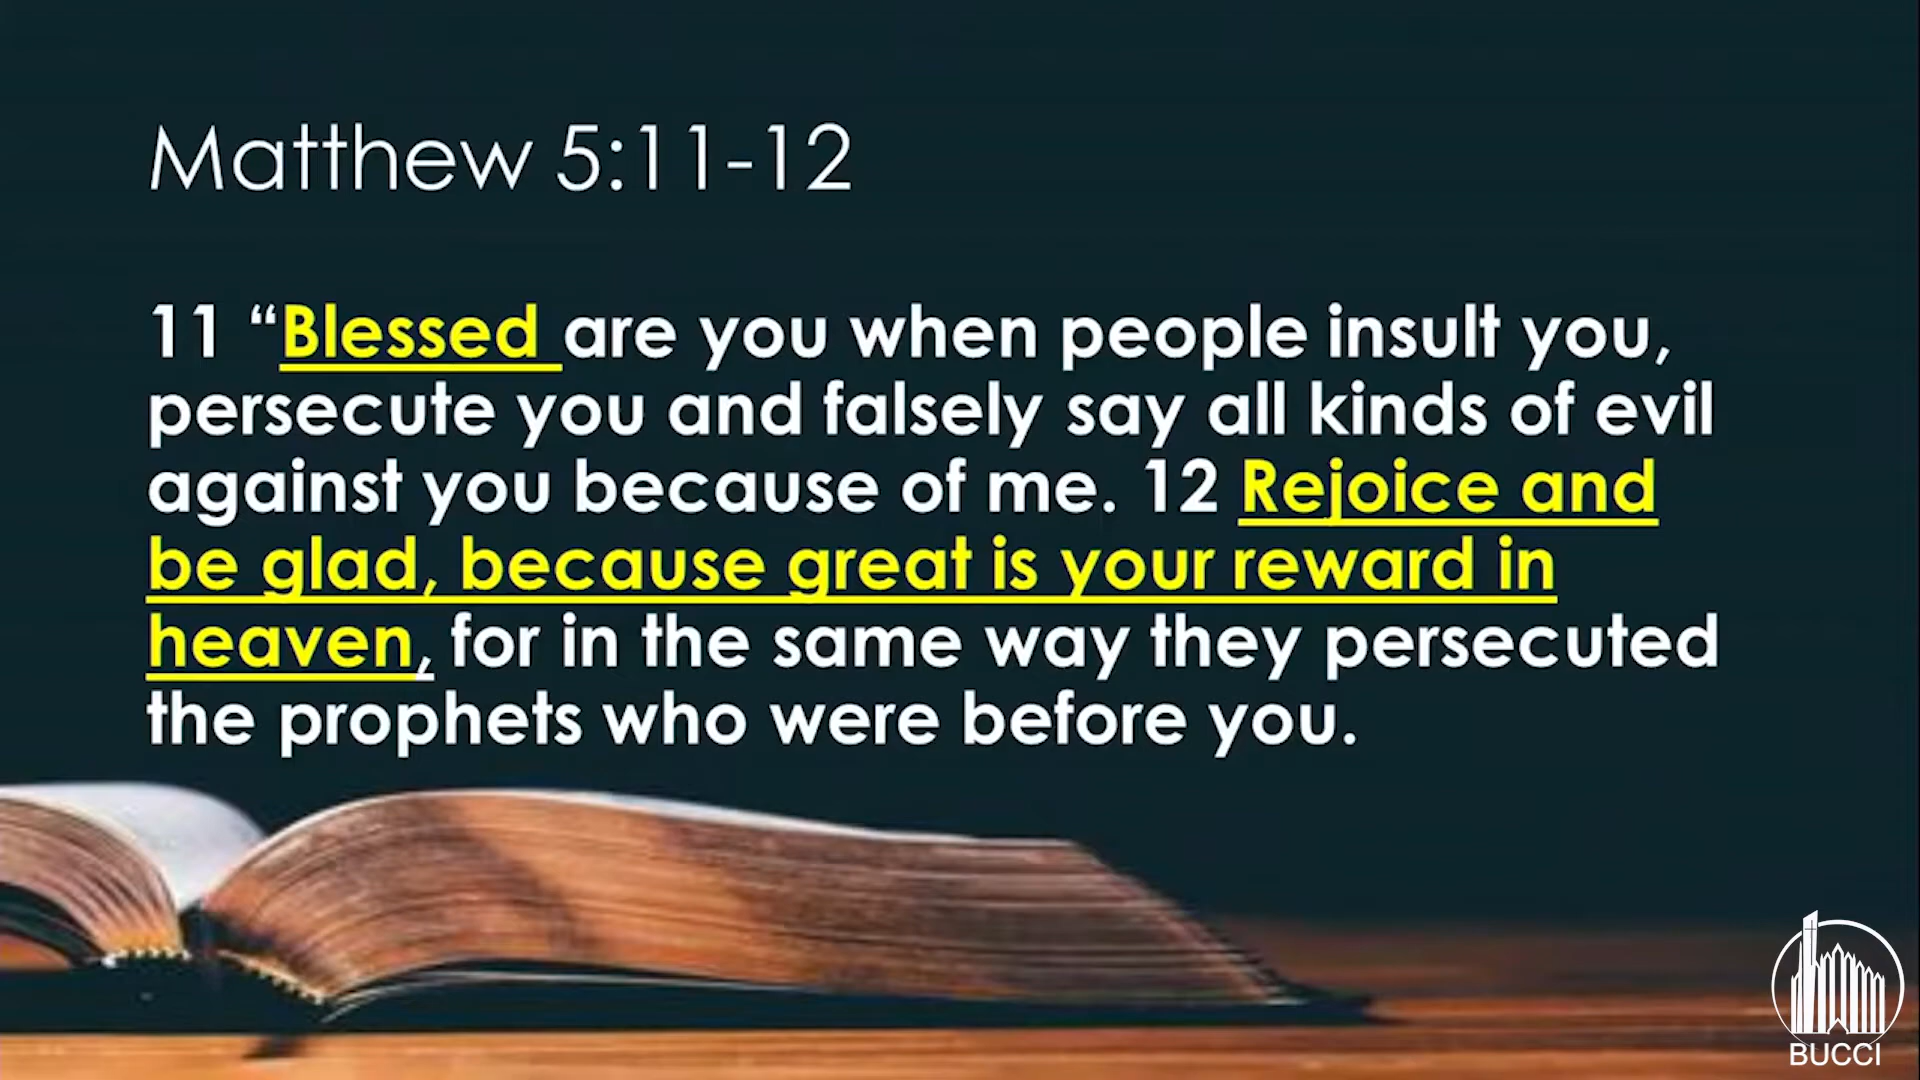 Matthew 5:11-12
11 “Blessed are you when people insult you,
persecute you and falsely say all kinds of evil
against you because of me. 12 Rejoice and
be glad, because great is your reward in
heaven, for in the same way they persecuted
the prophets who were before you.
BUCCI